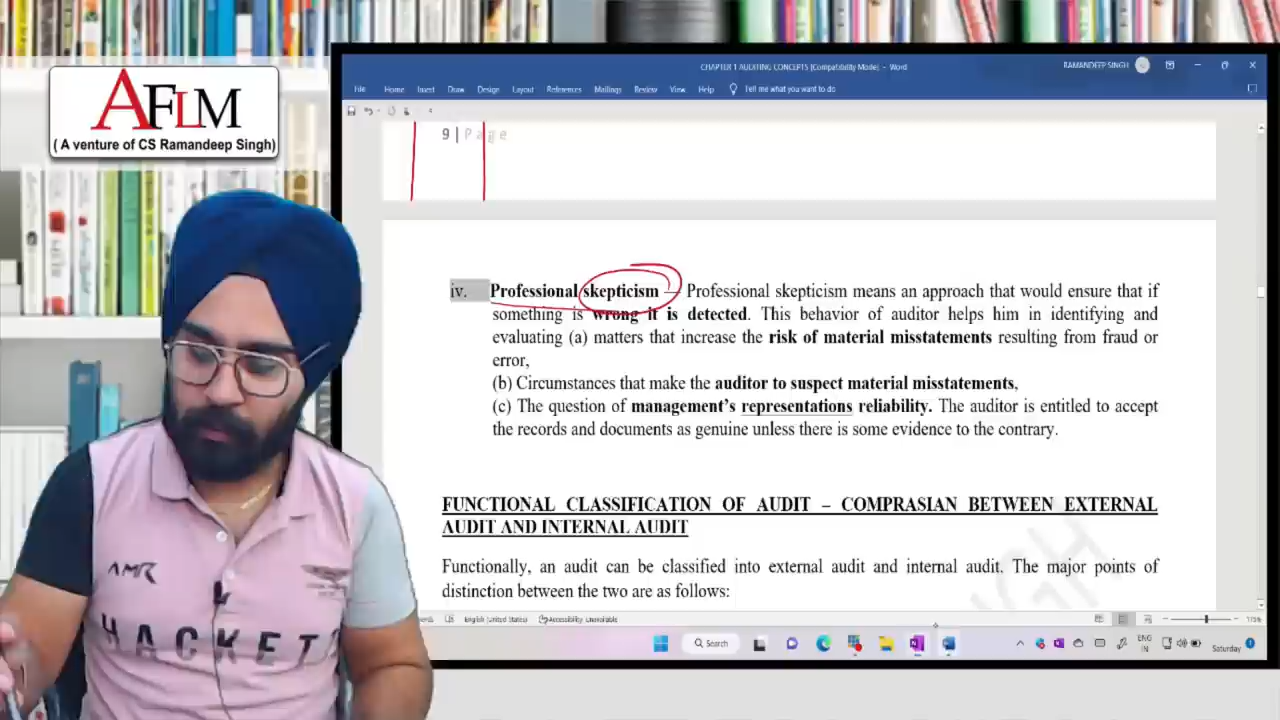 AFLM
( A venture of CS Ramandeep Singh)
CHAPTER 1 AUDITING CONCEPTS [Compatibility Mode] - Word
RAMANDEEP SINGH
File Home Insert Draw Design Layout References Mailings Review View Help Tell me what you want to do
9 | Page
iv. Professional skepticism – Professional skepticism means an approach that would ensure that if
something is wrong it is detected. This behavior of auditor helps him in identifying and
evaluating (a) matters that increase the risk of material misstatements resulting from fraud or
error,
(b) Circumstances that make the auditor to suspect material misstatements,
(c) The question of management's representations reliability. The auditor is entitled to accept
the records and documents as genuine unless there is some evidence to the contrary.
FUNCTIONAL CLASSIFICATION OF AUDIT – COMPRASIAN BETWEEN EXTERNAL
AUDIT AND INTERNAL AUDIT
Functionally, an audit can be classified into external audit and internal audit. The major points of
distinction between the two are as follows:
English (United States) Accessibility: Unavailable 175%
Search
ENG
IN
Saturday
AMR
HACKETT